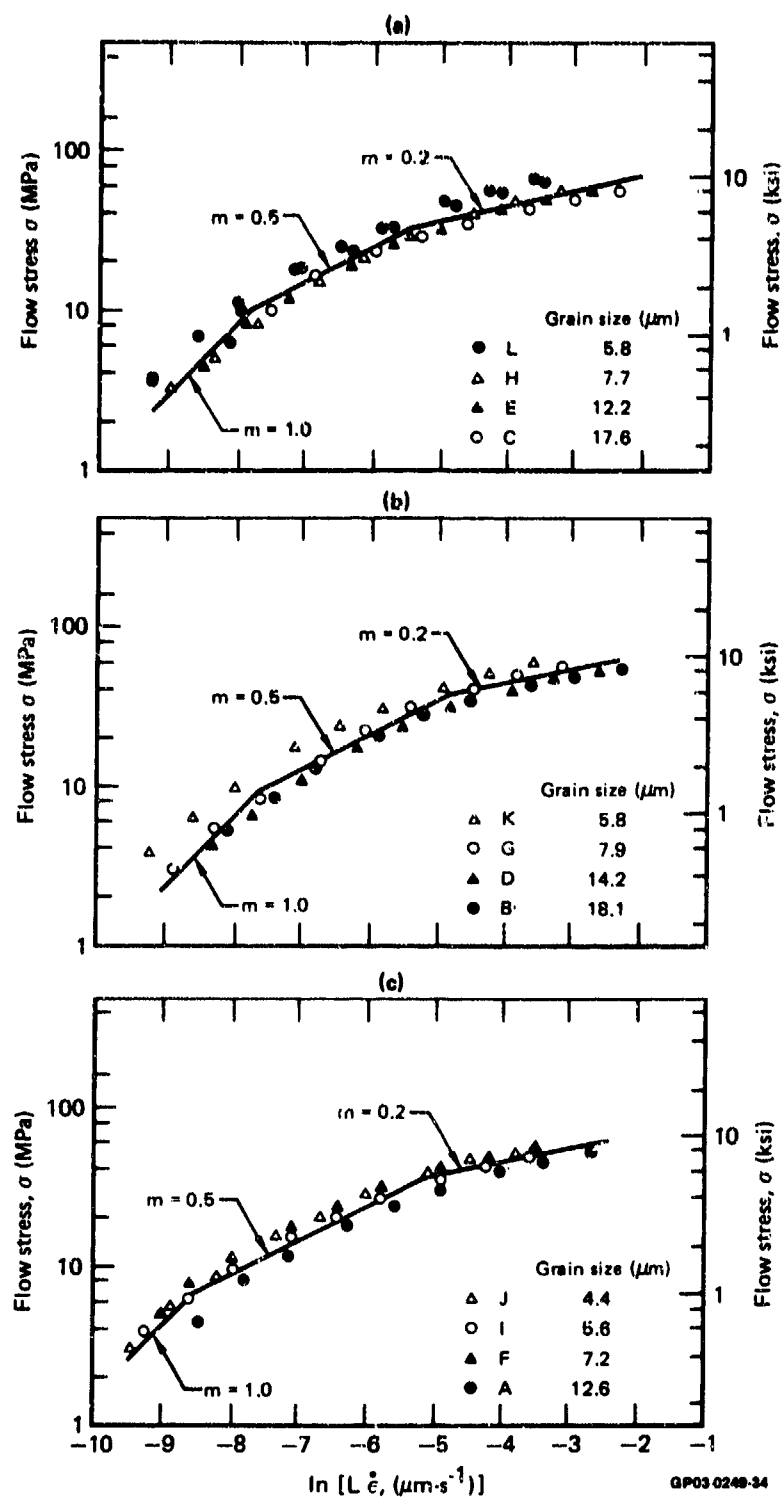 (a)
Flow stress σ (MPa)
100
10
1
m = 0.2
m = 0.5
m = 1.0
Grain size (μm)
● L 5.8
△ H 7.7
▲ E 12.2
○ C 17.6
10
1
Flow stress, σ (ksi)
(b)
Flow stress σ (MPa)
100
10
1
m = 0.2
m = 0.5
m = 1.0
Grain size (μm)
△ K 5.8
○ G 7.9
▲ D 14.2
● B 18.1
10
1
Flow stress, σ (ksi)
(c)
Flow stress, σ (MPa)
100
10
1
m = 0.2
m = 0.5
m = 1.0
Grain size (μm)
△ J 4.4
○ I 5.6
▲ F 7.2
● A 12.6
10
1
Flow stress, σ (ksi)
−10 −9 −8 −7 −6 −5 −4 −3 −2 −1
ln [L ε̊, (μm·s⁻¹)]
GP03-0249-34